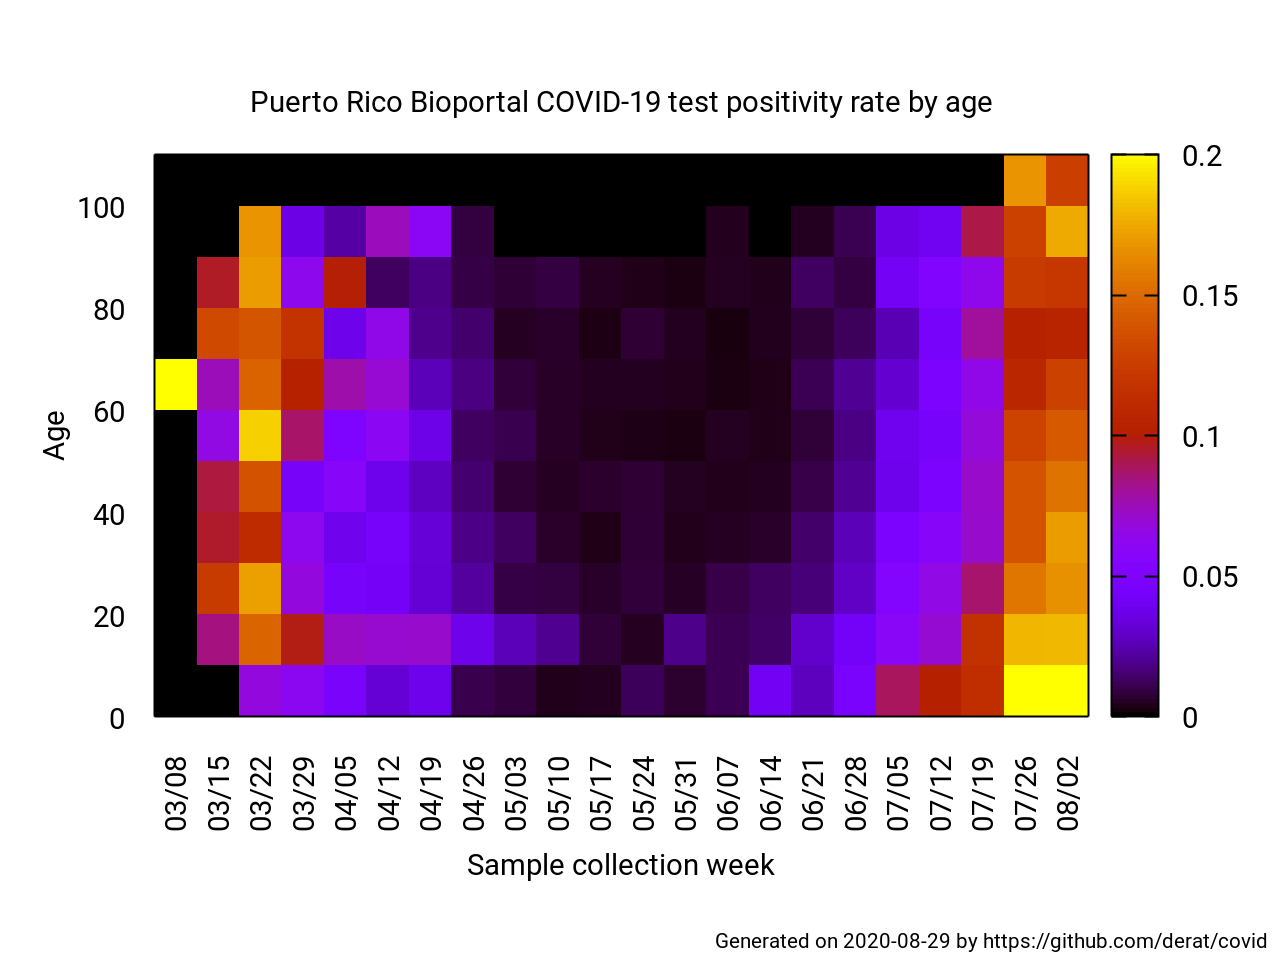 Puerto Rico Bioportal COVID-19 test positivity rate by age
Age
100
80
60
40
20
0
0.2
0.15
0.1
0.05
0
03/08 03/15 03/22 03/29 04/05 04/12 04/19 04/26 05/03 05/10 05/17 05/24 05/31 06/07 06/14 06/21 06/28 07/05 07/12 07/19 07/26 08/02
Sample collection week
Generated on 2020-08-29 by https://github.com/derat/covid